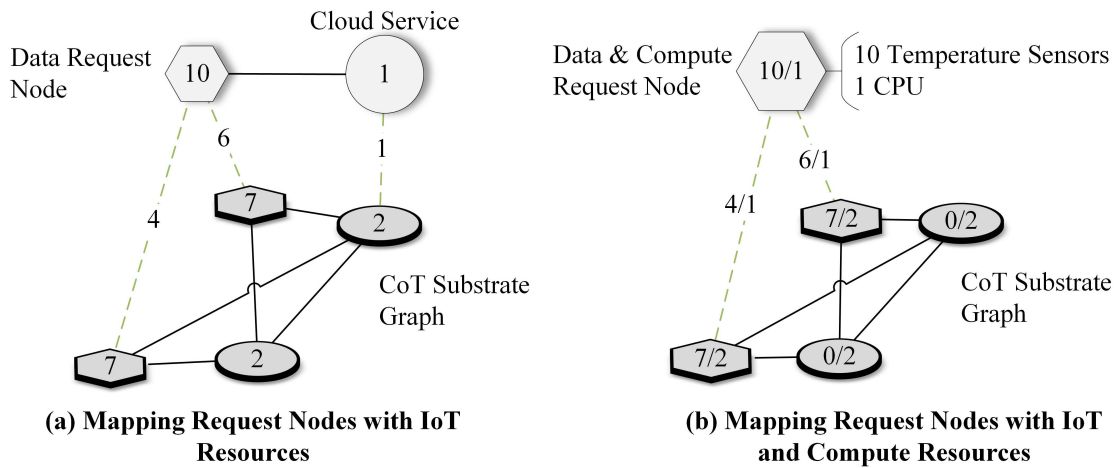 Cloud Service
Data Request
Node
10
1
6
1
4
7
2
CoT Substrate
Graph
7
2
(a) Mapping Request Nodes with IoT
Resources
Data & Compute
Request Node
10/1
10 Temperature Sensors
1 CPU
6/1
4/1
7/2
0/2
CoT Substrate
Graph
7/2
0/2
(b) Mapping Request Nodes with IoT
and Compute Resources